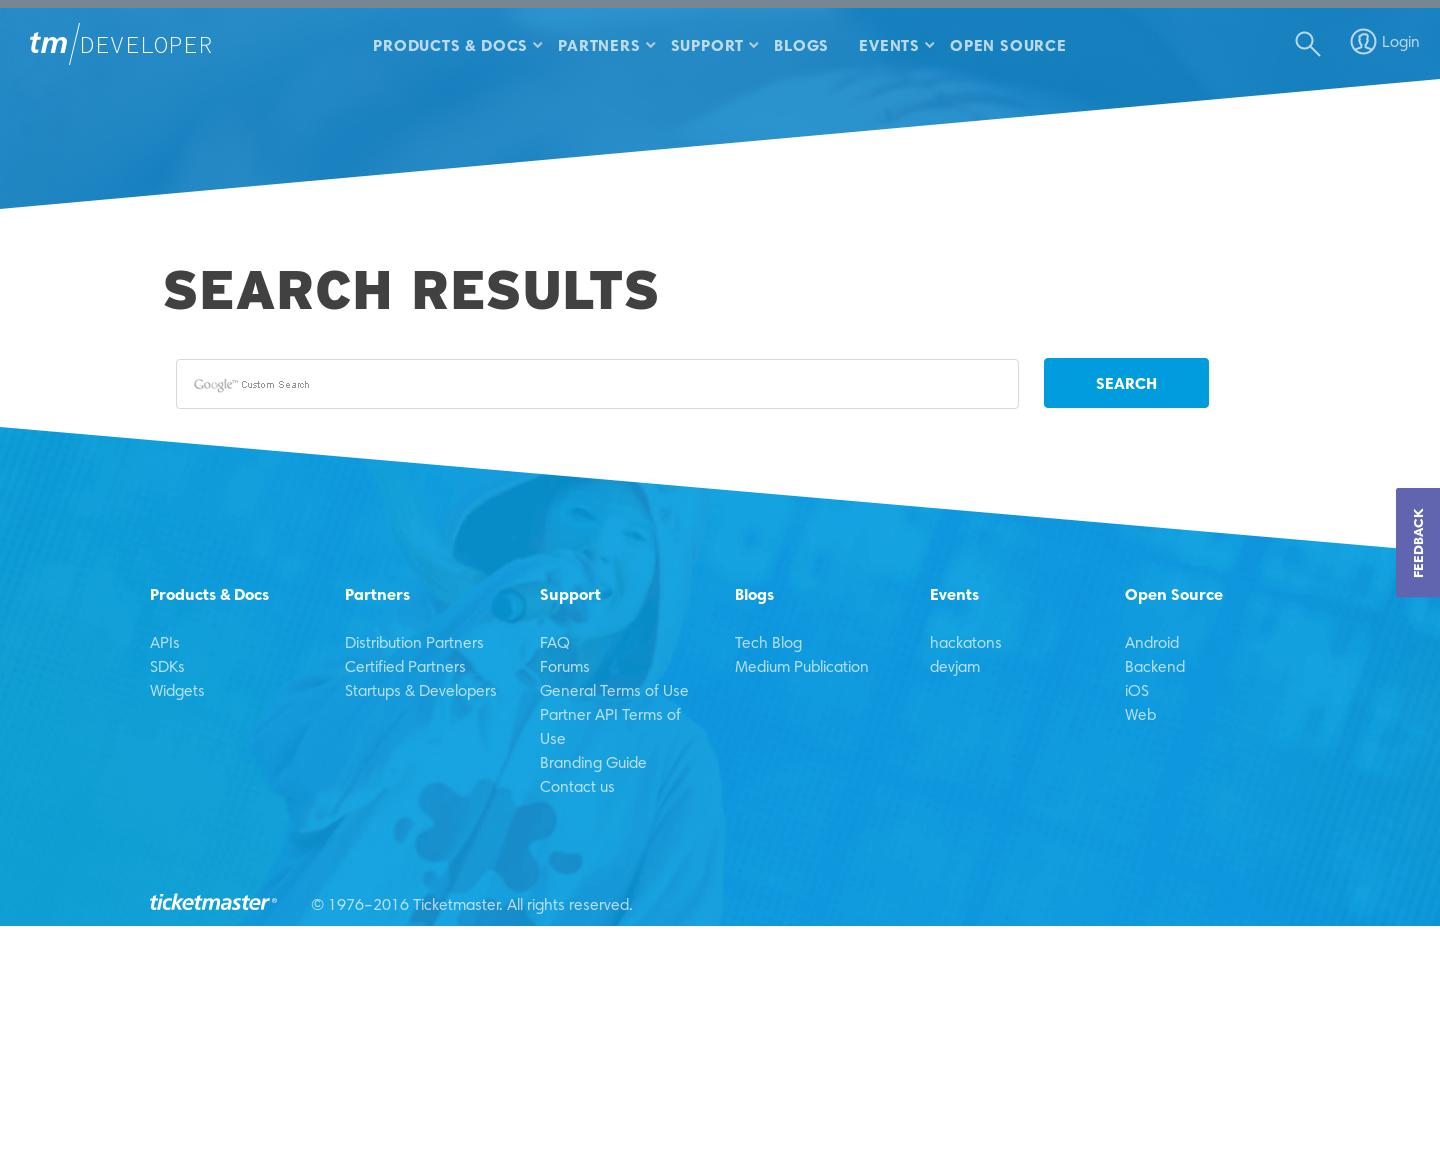 tm/DEVELOPER
PRODUCTS & DOCS PARTNERS SUPPORT BLOGS EVENTS OPEN SOURCE
Login
SEARCH RESULTS
Google™ Custom Search
SEARCH
FEEDBACK
Products & Docs
APIs
SDKs
Widgets
Partners
Distribution Partners
Certified Partners
Startups & Developers
Support
FAQ
Forums
General Terms of Use
Partner API Terms of
Use
Branding Guide
Contact us
Blogs
Tech Blog
Medium Publication
Events
hackatons
devjam
Open Source
Android
Backend
iOS
Web
ticketmaster®
© 1976–2016 Ticketmaster. All rights reserved.